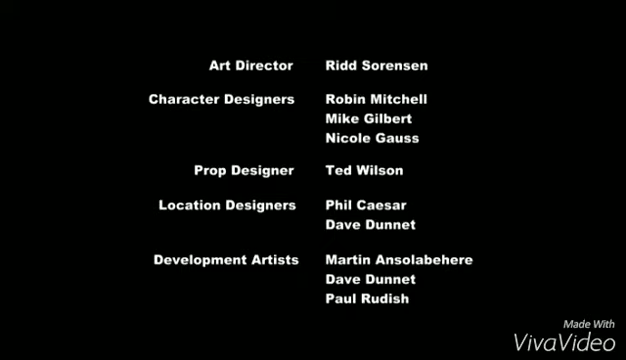 Art Director Ridd Sorensen
Character Designers Robin Mitchell
Mike Gilbert
Nicole Gauss
Prop Designer Ted Wilson
Location Designers Phil Caesar
Dave Dunnet
Development Artists Martin Ansolabehere
Dave Dunnet
Paul Rudish
Made With
VivaVideo